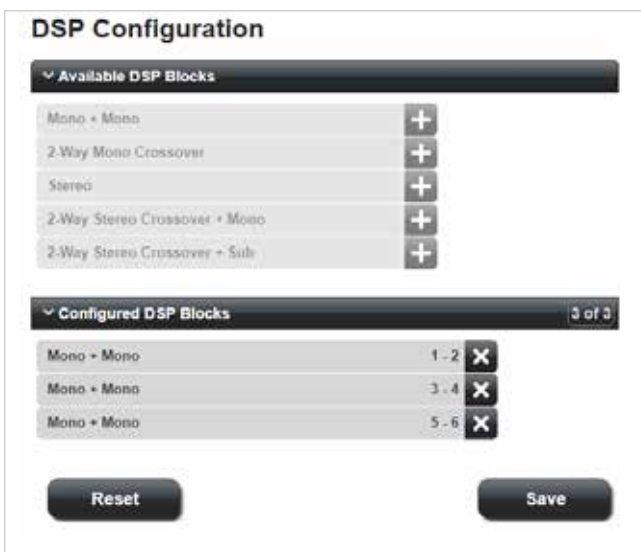 DSP Configuration
Available DSP Blocks
Mono + Mono
2-Way Mono Crossover
Stereo
2-Way Stereo Crossover + Mono
2-Way Stereo Crossover + Sub
Configured DSP Blocks 3 of 3
Mono + Mono 1 - 2
Mono + Mono 3 - 4
Mono + Mono 5 - 6
Reset Save